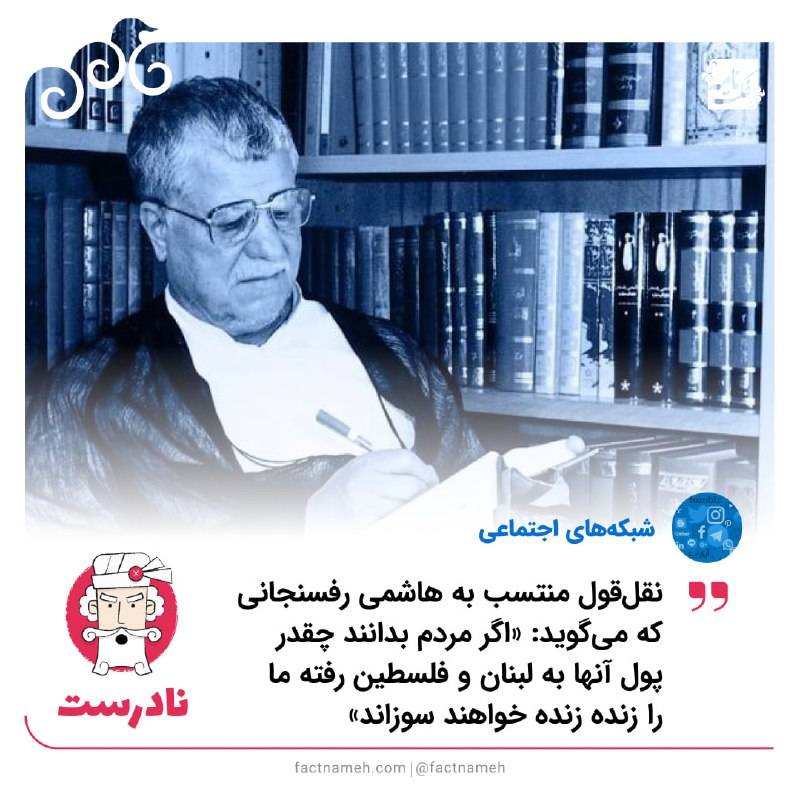 شبکه‌های اجتماعی
نقل‌قول منتسب به هاشمی رفسنجانی
که می‌گوید: «اگر مردم بدانند چقدر
پول آنها به لبنان و فلسطین رفته ما
را زنده زنده خواهند سوزاند»
نادرست
factnameh.com | @factnameh